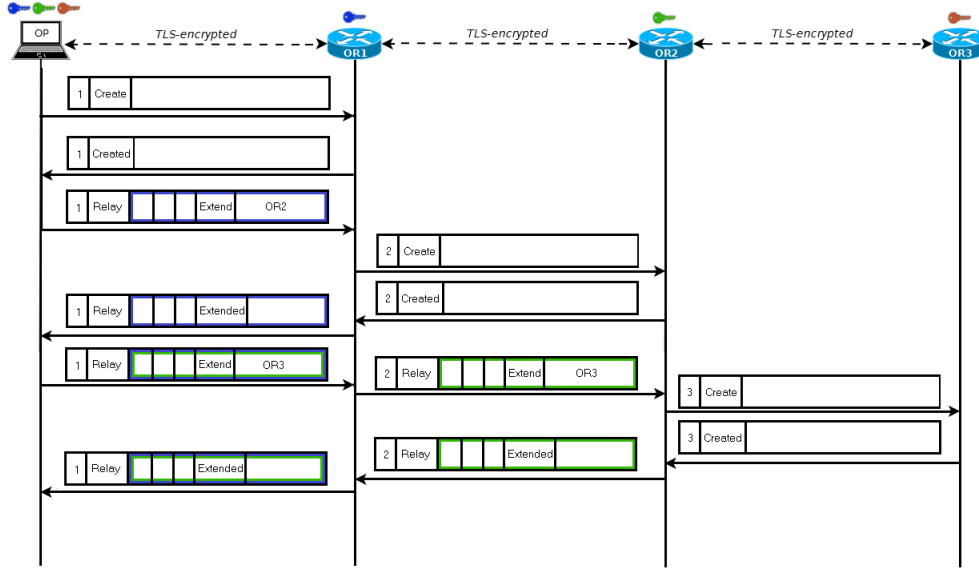 OP
TLS-encrypted
TLS-encrypted
TLS-encrypted
OR1
OR2
OR3
1 Create
1 Created
1 Relay Extend OR2
2 Create
2 Created
1 Relay Extended
1 Relay Extend OR3
2 Relay Extend OR3
3 Create
3 Created
2 Relay Extended
1 Relay Extended